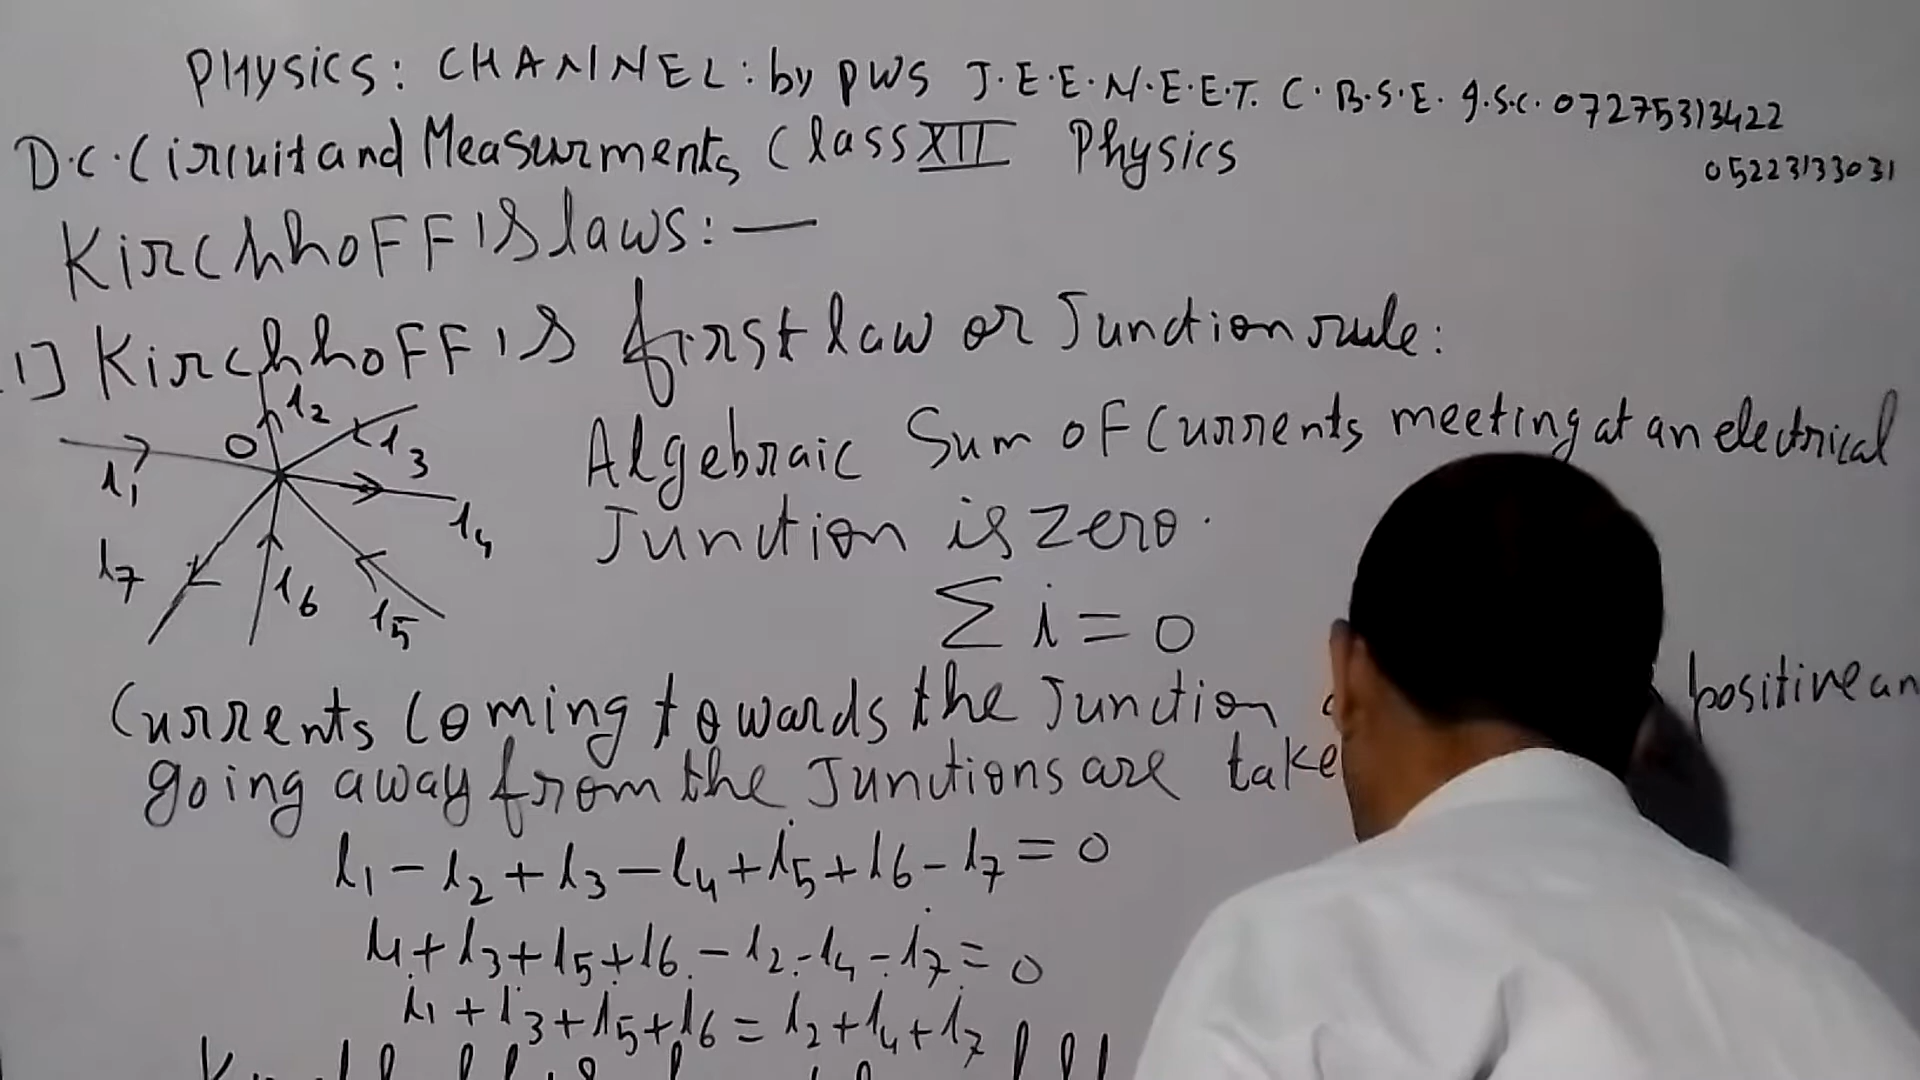 PHYSICS: CHANNEL: by PWS J.E.E.N.E.E.T. C.B.S.E. I.S.C. 07275313422
05223133031
D.C. Circuit and Measurments Class XII Physics
KirchhoFF's laws: —
1] KirchhoFF's first law or Junction rule:
Algebraic Sum of Currents meeting at an electrical
Junction is zero.
O i1 i2 i3 i4 i5 i6 i7
Σ i = 0
Currents Coming towards the Junction positive an
going away from the Junctions are take
i1 - i2 + i3 - i4 + i5 + i6 - i7 = 0
i1 + i3 + i5 + i6 - i2 - i4 - i7 = 0
i1 + i3 + i5 + i6 = i2 + i4 + i7